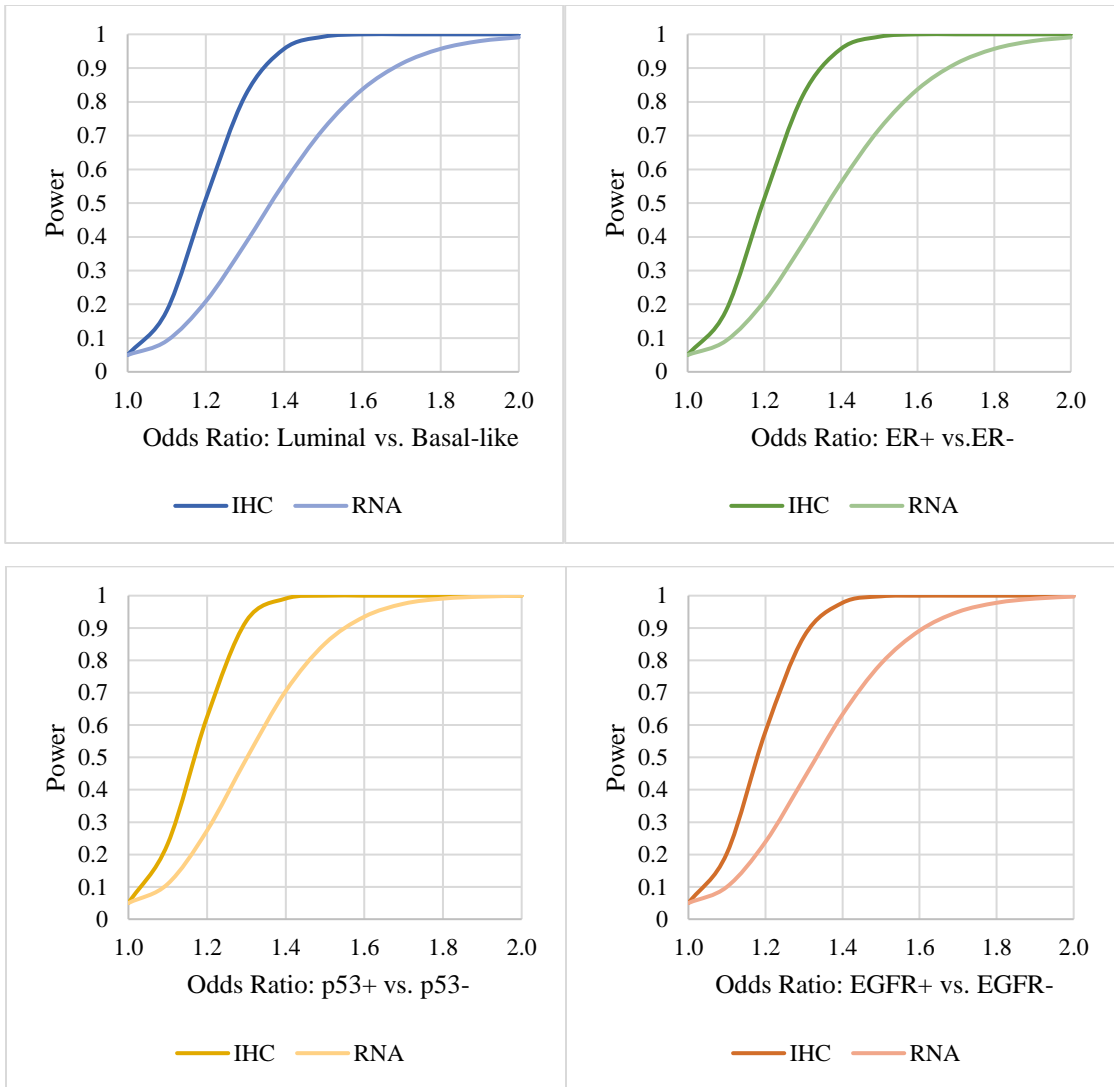 1
0.9
0.8
0.7
0.6
0.5
0.4
0.3
0.2
0.1
0
Power
1.0 1.2 1.4 1.6 1.8 2.0
Odds Ratio: Luminal vs. Basal-like
IHC RNA
1
0.9
0.8
0.7
0.6
0.5
0.4
0.3
0.2
0.1
0
Power
1.0 1.2 1.4 1.6 1.8 2.0
Odds Ratio: ER+ vs.ER-
IHC RNA
1
0.9
0.8
0.7
0.6
0.5
0.4
0.3
0.2
0.1
0
Power
1.0 1.2 1.4 1.6 1.8 2.0
Odds Ratio: p53+ vs. p53-
IHC RNA
1
0.9
0.8
0.7
0.6
0.5
0.4
0.3
0.2
0.1
0
Power
1.0 1.2 1.4 1.6 1.8 2.0
Odds Ratio: EGFR+ vs. EGFR-
IHC RNA